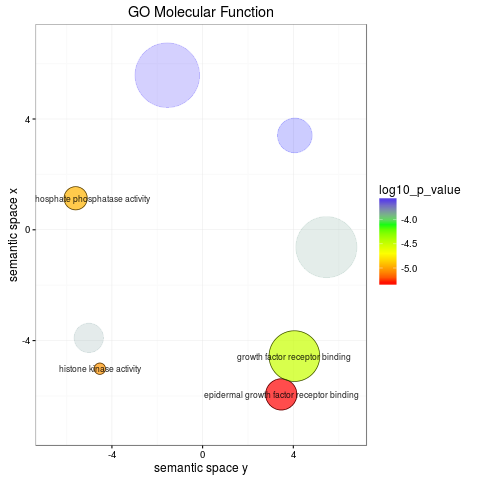 GO Molecular Function
4
0
-4
semantic space x
hosphate phosphatase activity
histone kinase activity
growth factor receptor binding
epidermal growth factor receptor binding
-4
0
4
semantic space y
log10_p_value
-4.0
-4.5
-5.0